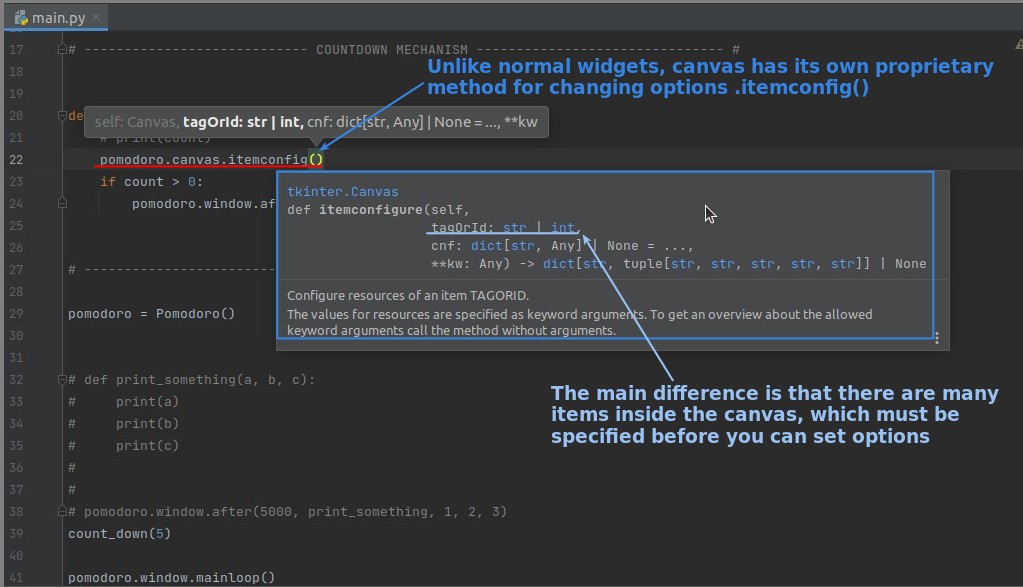 main.py
17 # ---------------------------- COUNTDOWN MECHANISM ------------------------------- #
18
Unlike normal widgets, canvas has its own proprietary
19
method for changing options .itemconfig()
20 de
self: Canvas, tagOrId: str | int, cnf: dict[str, Any] | None = ..., **kw
21 # print(count)
22 pomodoro.canvas.itemconfig()
23 if count > 0:
24 pomodoro.window.af
25
26
27 # ---------------------------
28
29 pomodoro = Pomodoro()
30
31
tkinter.Canvas
def itemconfigure(self,
tagOrId: str | int,
cnf: dict[str, Any] | None = ...,
**kw: Any) -> dict[str, tuple[str, str, str, str, str]] | None
Configure resources of an item TAGORID.
The values for resources are specified as keyword arguments. To get an overview about the allowed
keyword arguments call the method without arguments.
32 # def print_something(a, b, c):
33 #     print(a)
34 #     print(b)
35 #     print(c)
36 #
37 #
38 # pomodoro.window.after(5000, print_something, 1, 2, 3)
39 count_down(5)
40
41 pomodoro.window.mainloop()
The main difference is that there are many
items inside the canvas, which must be
specified before you can set options